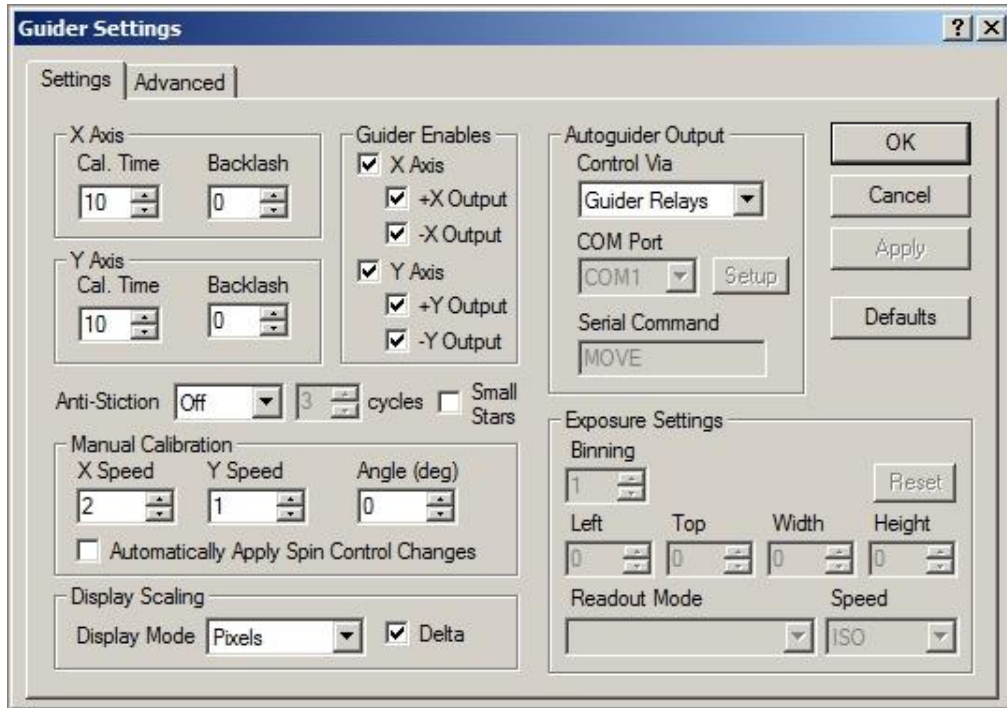 Guider Settings
Settings
Advanced
X Axis
Cal. Time
Backlash
10
0
Y Axis
Cal. Time
Backlash
10
0
Guider Enables
X Axis
+X Output
-X Output
Y Axis
+Y Output
-Y Output
Anti-Stiction
Off
3
cycles
Small
Stars
Manual Calibration
X Speed
Y Speed
Angle (deg)
2
1
0
Automatically Apply Spin Control Changes
Display Scaling
Display Mode
Pixels
Delta
Autoguider Output
Control Via
Guider Relays
COM Port
COM1
Setup
Serial Command
MOVE
Exposure Settings
Binning
1
Reset
Left
Top
Width
Height
0
0
0
0
Readout Mode
Speed
ISO
OK
Cancel
Apply
Defaults